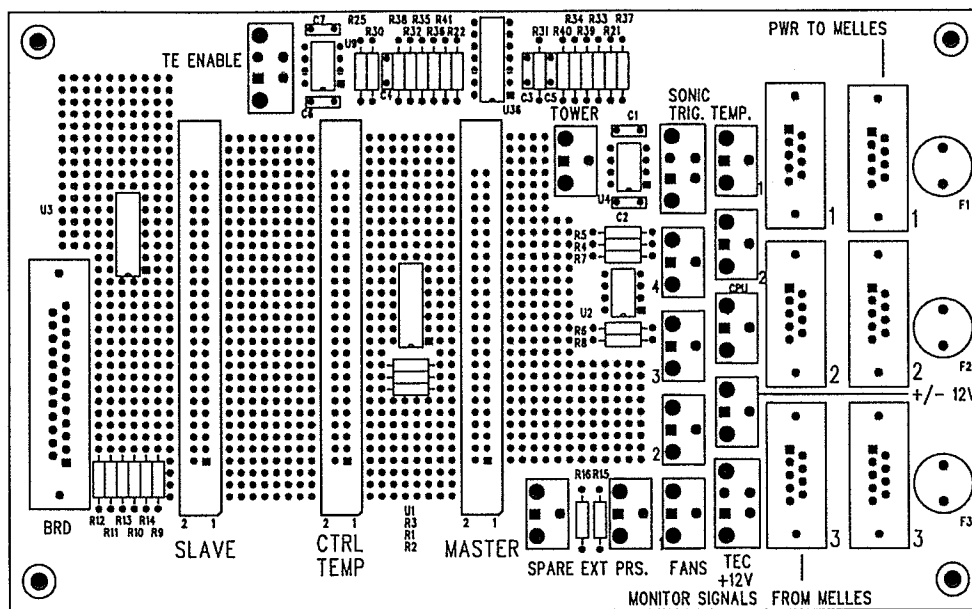 C7
R25
R30
R38 R35 R41
R32 R36 R22
R34 R33 R37
R31 R40 R39 R21
PWR TO MELLES
TE ENABLE
U9
C6
C4
U36
C3 C5
TOWER
C1
SONIC
TRIG. TEMP.
U3
U4
C2
1
1
1
F1
R5
R4
R7
4
2
CPU
U2
R6
R8
3
2
2
F2
+/- 12V
2
R16 R15
R12 R13 R14
R11 R10 R9
BRD
2 1
SLAVE
2 1
CTRL
TEMP
U1
R3
R1
R2
2 1
MASTER
1
3
3
F3
SPARE EXT PRS. FANS TEC
+12V
MONITOR SIGNALS FROM MELLES